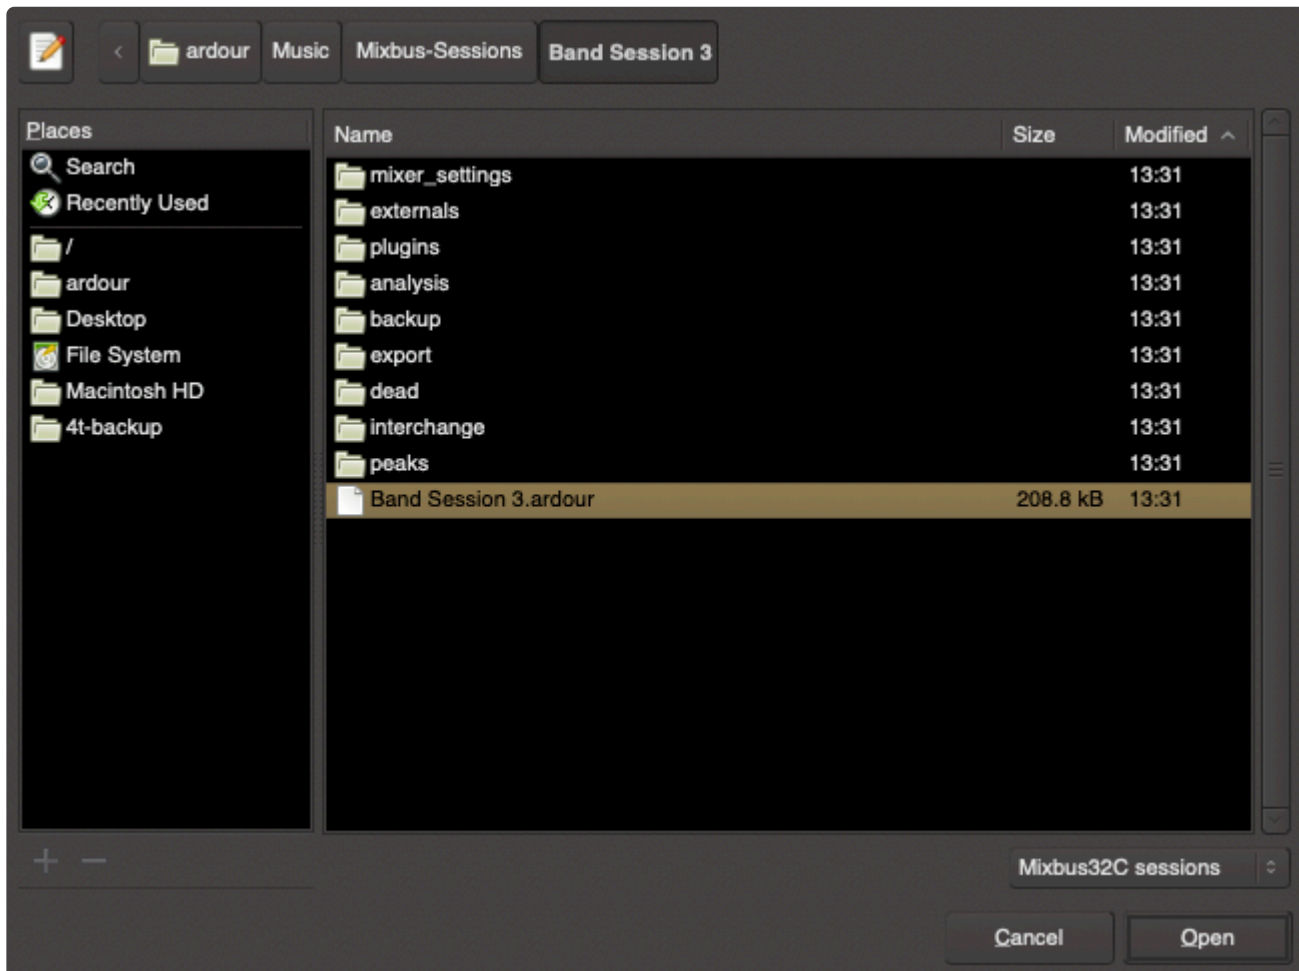 ardour Music Mixbus-Sessions Band Session 3
Places
Search
Recently Used
/
ardour
Desktop
File System
Macintosh HD
4t-backup
Name Size Modified
mixer_settings 13:31
externals 13:31
plugins 13:31
analysis 13:31
backup 13:31
export 13:31
dead 13:31
interchange 13:31
peaks 13:31
Band Session 3.ardour 208.8 kB 13:31
Mixbus32C sessions
Cancel Open